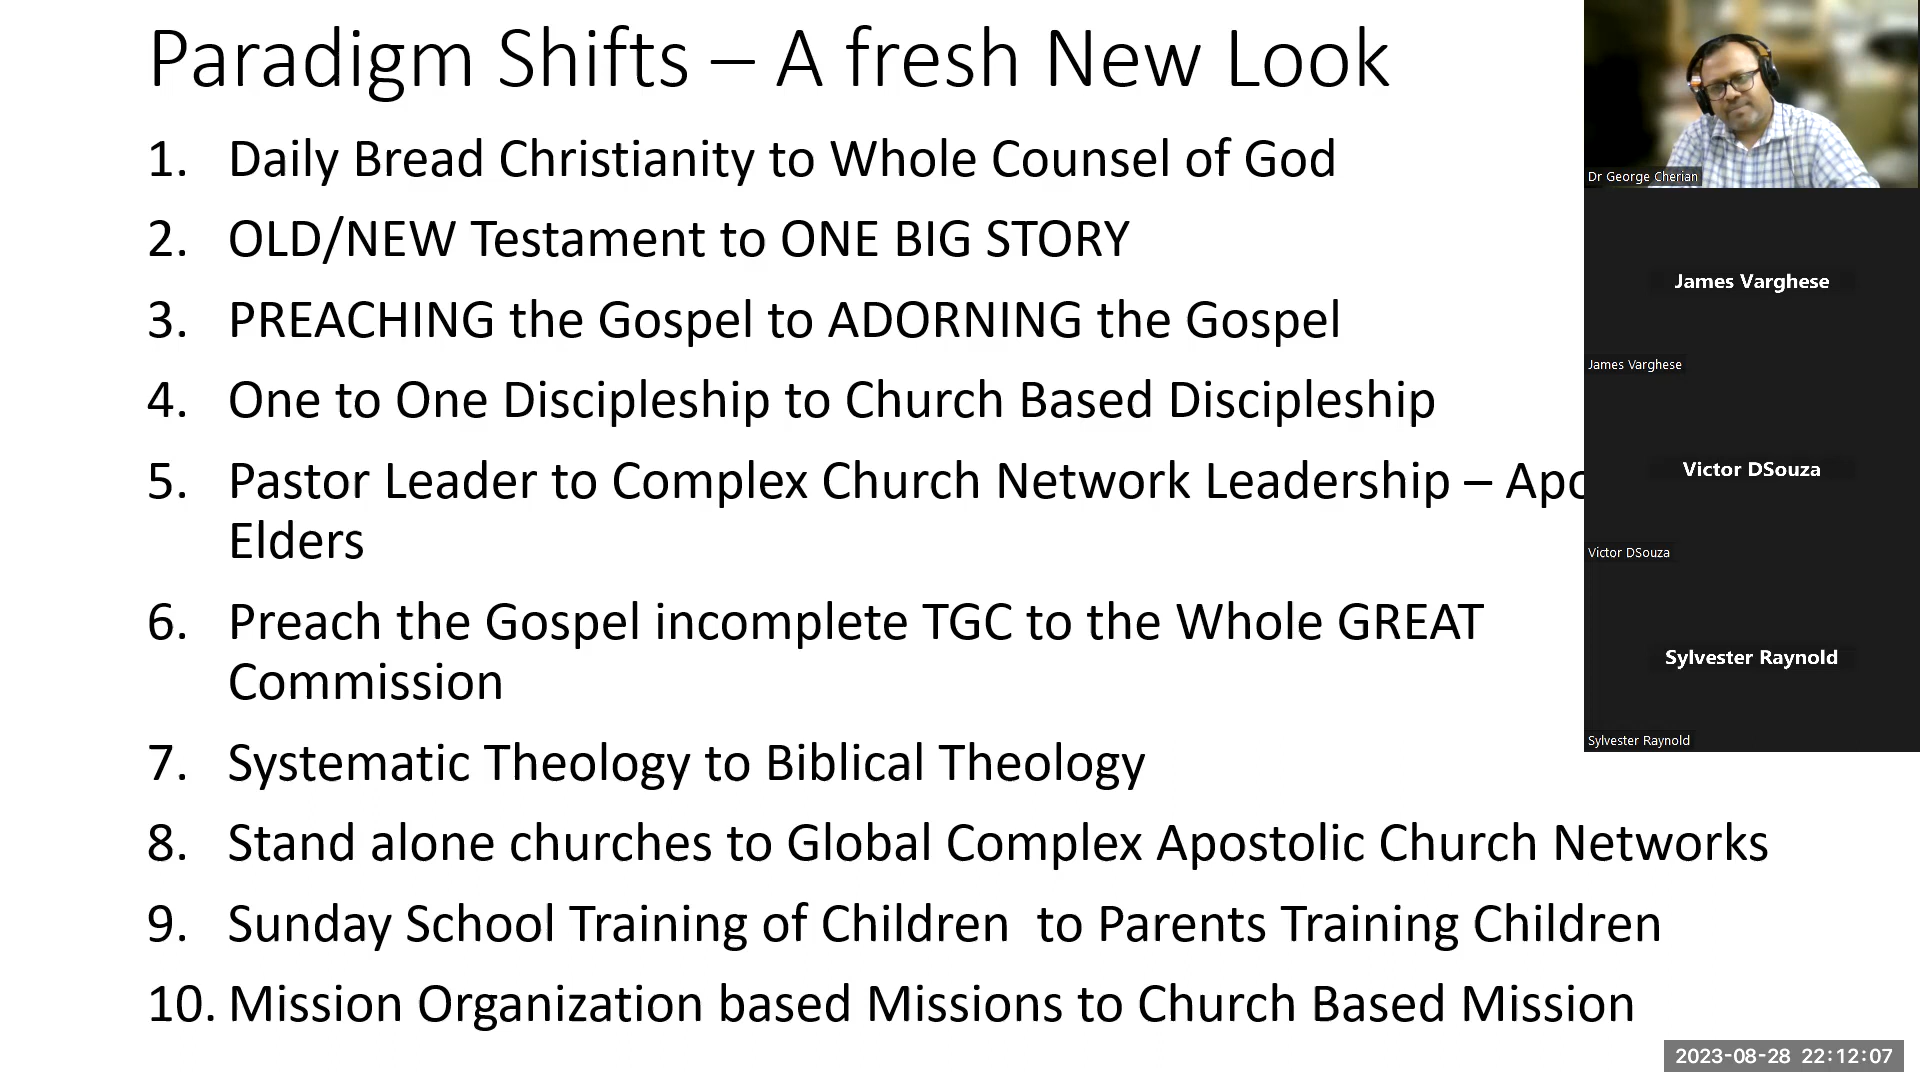 Paradigm Shifts – A fresh New Look
1. Daily Bread Christianity to Whole Counsel of God
2. OLD/NEW Testament to ONE BIG STORY
3. PREACHING the Gospel to ADORNING the Gospel
4. One to One Discipleship to Church Based Discipleship
5. Pastor Leader to Complex Church Network Leadership –
Elders
6. Preach the Gospel incomplete TGC to the Whole GREAT
Commission
7. Systematic Theology to Biblical Theology
8. Stand alone churches to Global Complex Apostolic Church Networks
9. Sunday School Training of Children  to Parents Training Children
10. Mission Organization based Missions to Church Based Mission
Dr George Cherian
James Varghese
James Varghese
Victor DSouza
Victor DSouza
Sylvester Raynold
Sylvester Raynold
2023-08-28 22:12:07